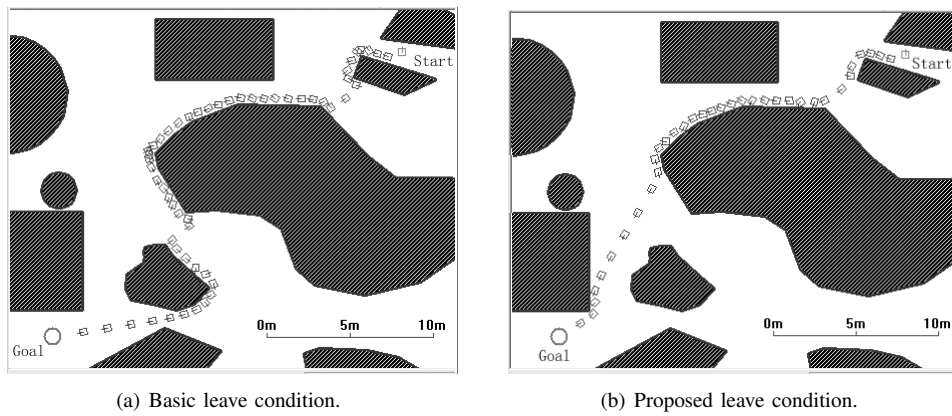 Start
Start
0m 5m 10m
0m 5m 10m
Goal
Goal
(a) Basic leave condition.
(b) Proposed leave condition.